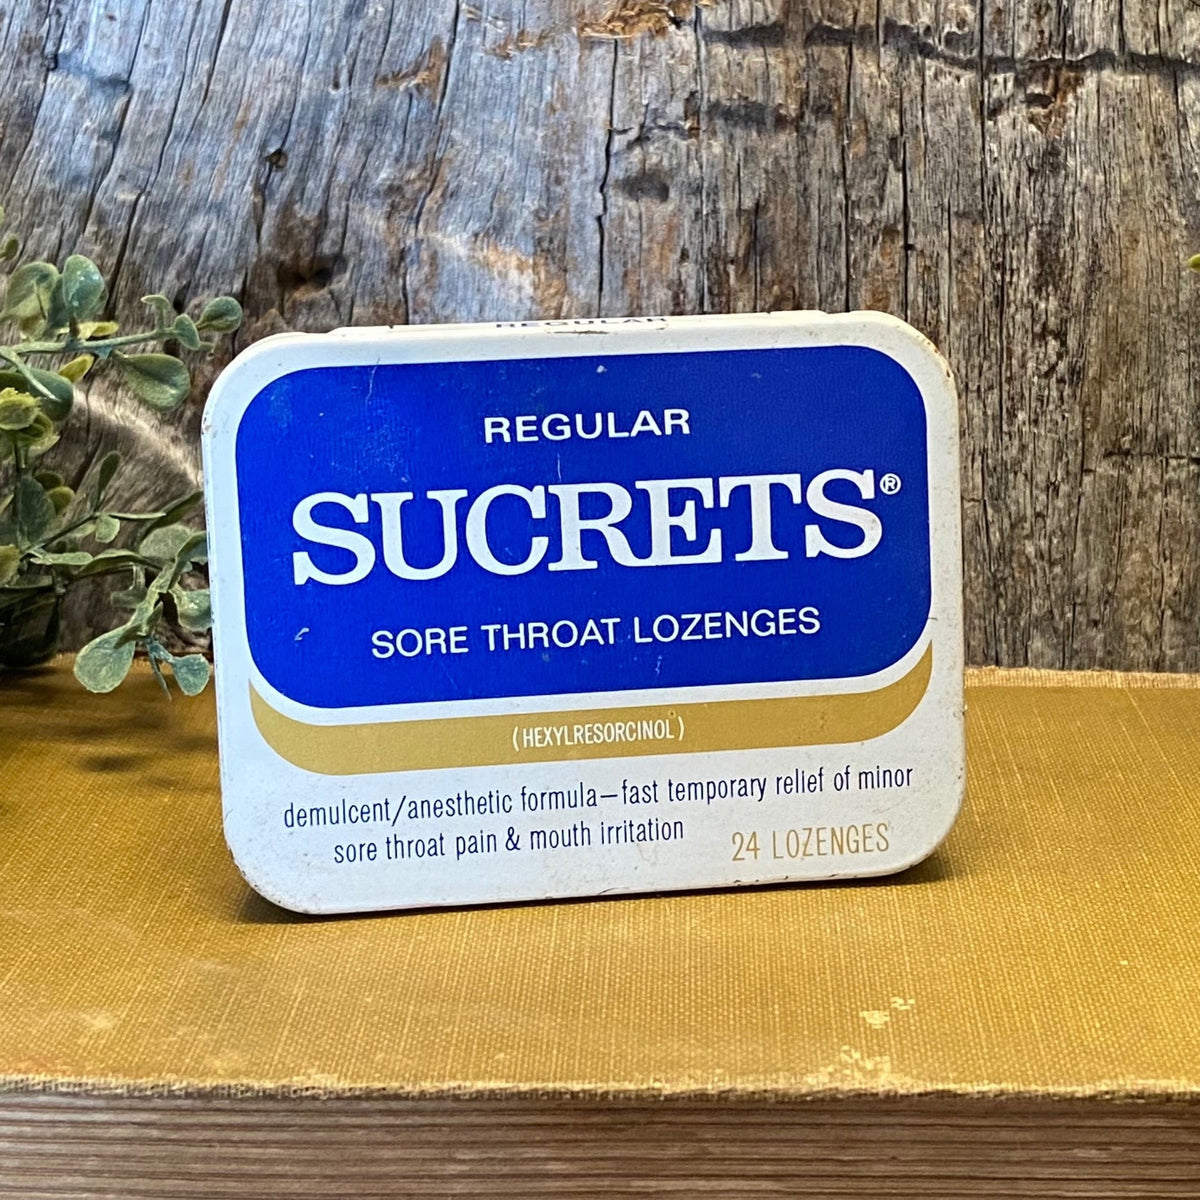 REGULAR
REGULAR
SUCRETS®
SORE THROAT LOZENGES
(HEXYLRESORCINOL)
demulcent/anesthetic formula—fast temporary relief of minor
sore throat pain & mouth irritation
24 LOZENGES